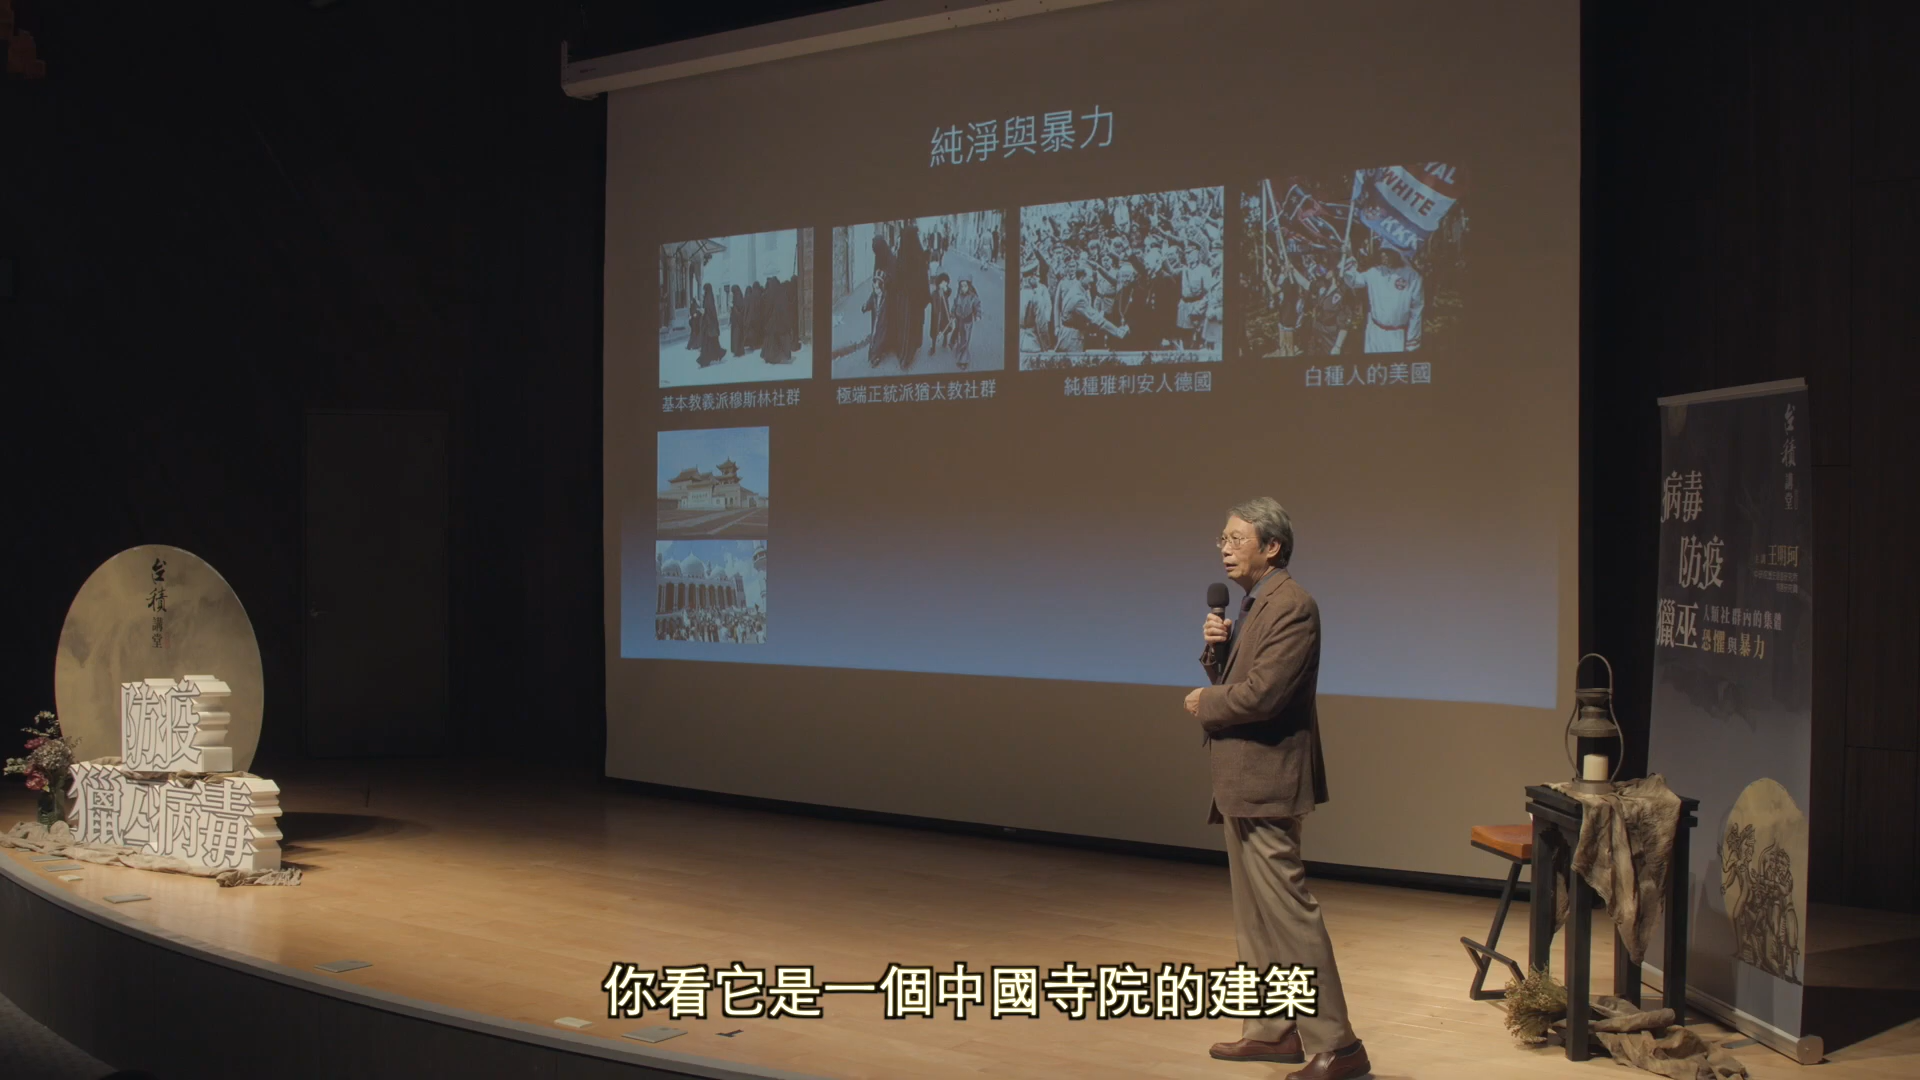 純淨與暴力
TAL
WHITE
KKK
基本教義派穆斯林社群
極端正統派猶太教社群
純種雅利安人德國
白種人的美國
台積講堂
防疫
獵巫病毒
台積講堂
病毒
防疫
獵巫
人類社群內的集體
恐懼與暴力
主講 王明珂
你看它是一個中國寺院的建築